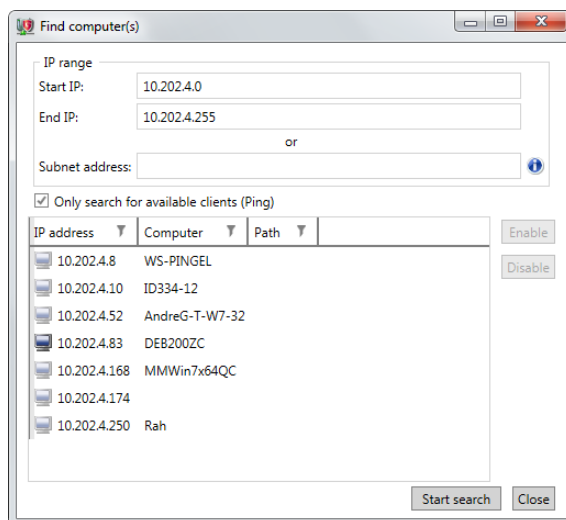 Find computer(s)
IP range
Start IP: 10.202.4.0
End IP: 10.202.4.255
or
Subnet address:
Only search for available clients (Ping)
IP address Computer Path
Enable
10.202.4.8 WS-PINGEL
Disable
10.202.4.10 ID334-12
10.202.4.52 AndreG-T-W7-32
10.202.4.83 DEB200ZC
10.202.4.168 MMWin7x64QC
10.202.4.174
10.202.4.250 Rah
Start search Close